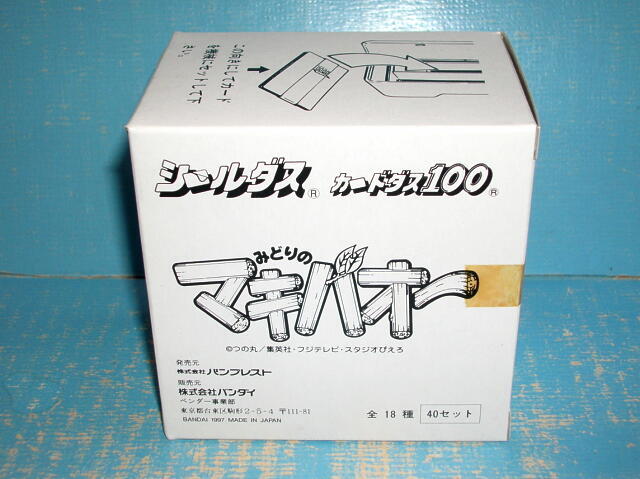 この向きにしてカード
を機械にセットして下
さい。
シールダス® カードダス100®
みどりの
マキバオー
©つの丸／集英社・フジテレビ・スタジオぴえろ
発売元
株式会社 バンプレスト
販売元
株式会社 バンダイ
ベンダー事業部
東京都台東区駒形2-5-4 〒111-81
BANDAI 1997 MADE IN JAPAN
全18種 40セット